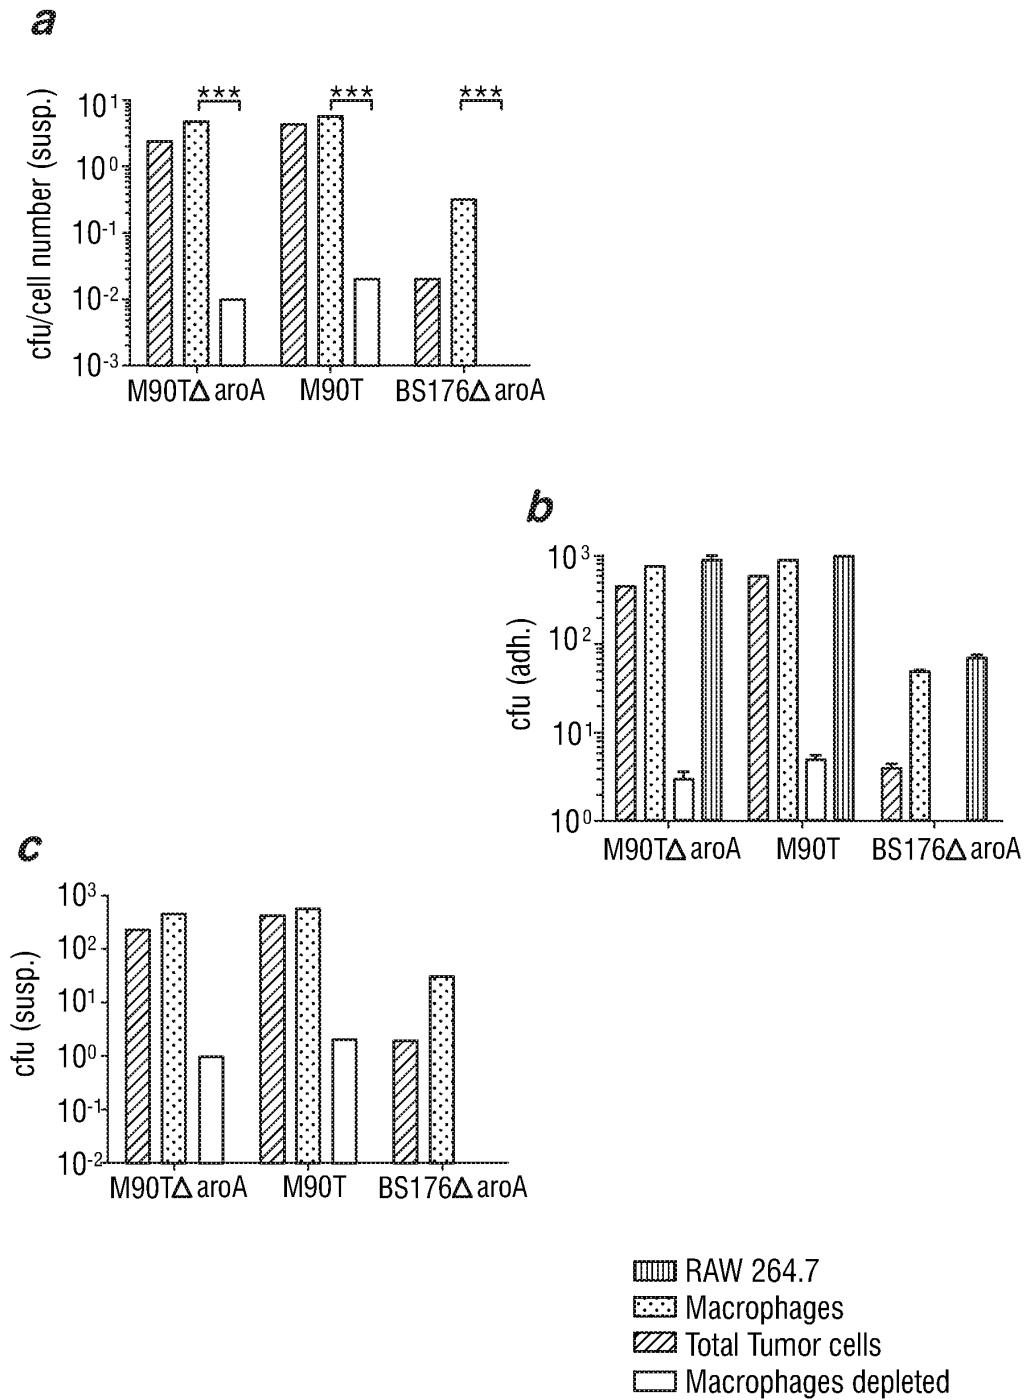 a
cfu/cell number (susp.)
*** *** ***
10¹
10⁰
10⁻¹
10⁻²
10⁻³
M90TΔ aroA M90T BS176Δ aroA
b
cfu (adh.)
10³
10²
10¹
10⁰
M90TΔ aroA M90T BS176Δ aroA
c
cfu (susp.)
10³
10²
10¹
10⁰
10⁻¹
10⁻²
M90TΔ aroA M90T BS176Δ aroA
RAW 264.7
Macrophages
Total Tumor cells
Macrophages depleted